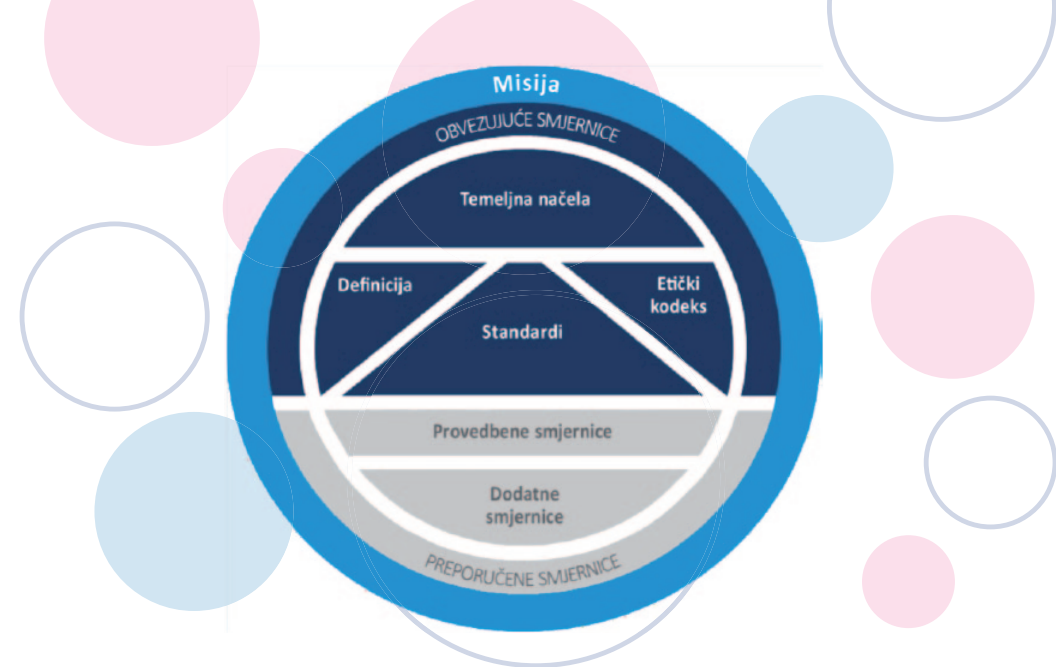 Misija
OBVEZUJUĆE SMJERNICE
Temeljna načela
Definicija
Etički
kodeks
Standardi
Provedbene smjernice
Dodatne
smjernice
PREPORUČENE SMJERNICE